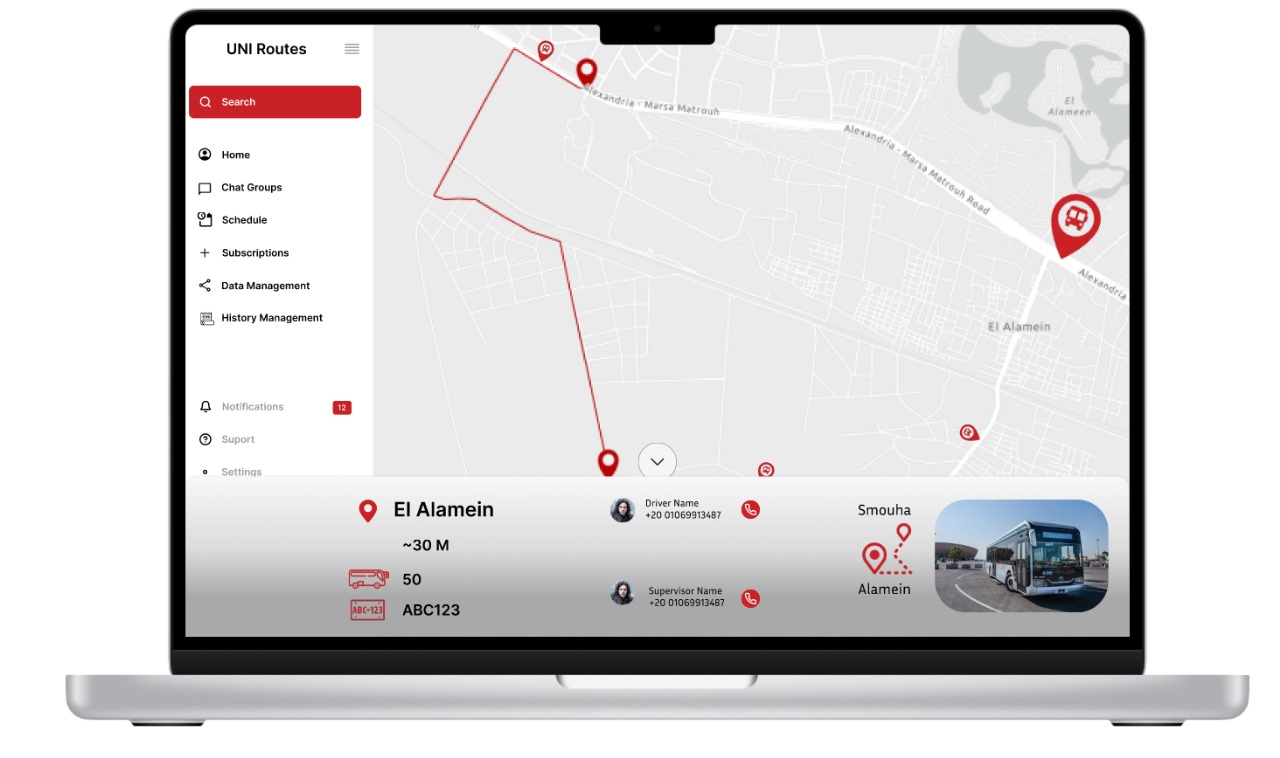 UNI Routes
Search
Home
Chat Groups
Schedule
Subscriptions
Data Management
History Management
Notifications
12
Suport
Settings
Alexandria - Marsa Matrouh
Alexandria - Marsa Matrouh Road
El
Alameen
Alexandria
El Alamein
El Alamein
~30 M
50
ABC-123
ABC123
Driver Name
+20 01069913487
Supervisor Name
+20 01069913487
Smouha
Alamein